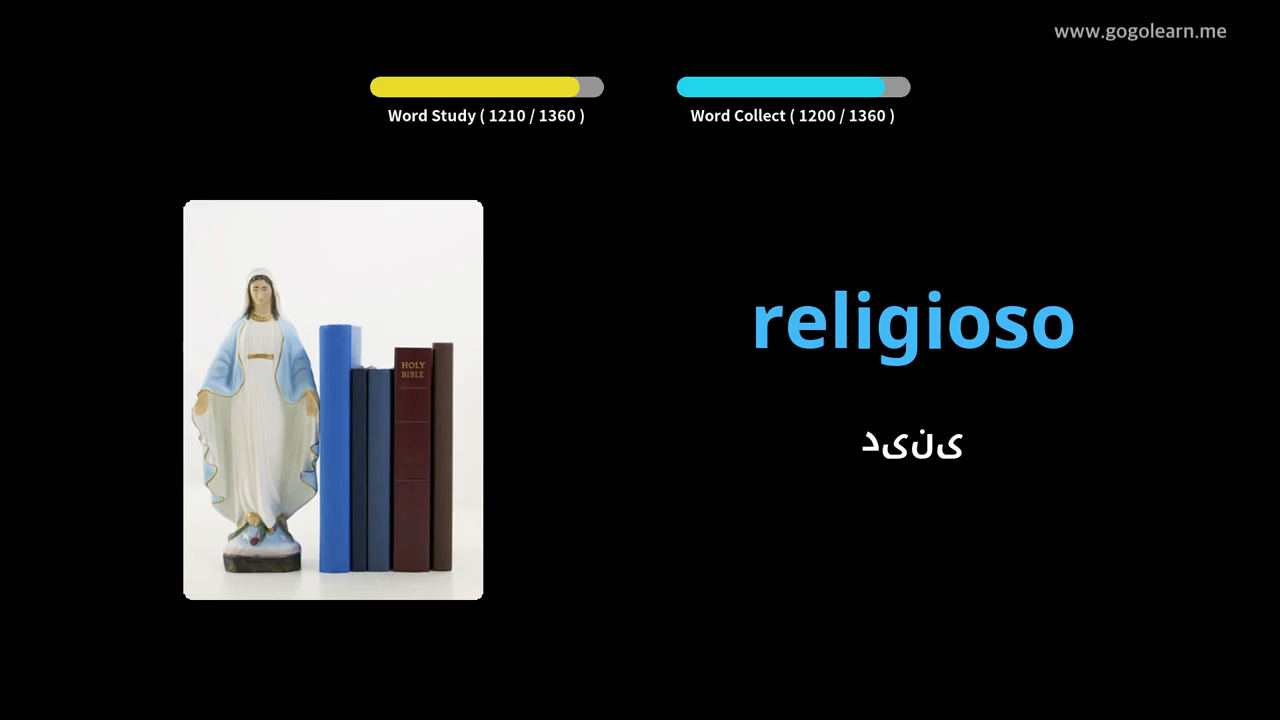 www.gogolearn.me
Word Study ( 1210 / 1360 )
Word Collect ( 1200 / 1360 )
HOLY
BIBLE
religioso
دینی